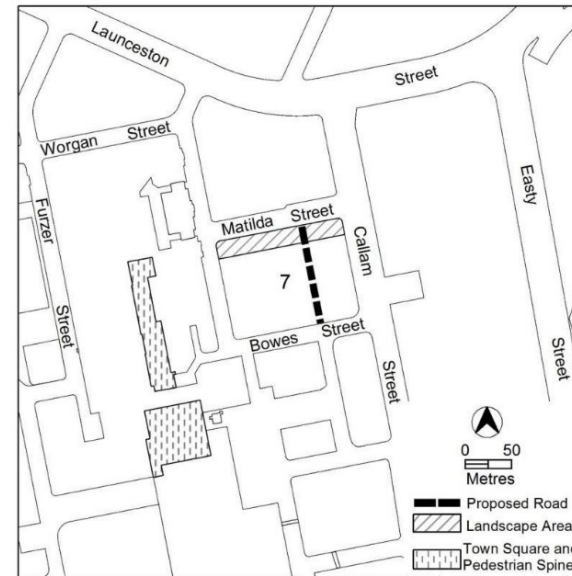 Launceston
Street
Worgan Street
Furzer
Street
Easty
Street
Matilda Street
Callam
Street
7
Bowes Street
0 50
Metres
Proposed Road
Landscape Area
Town Square and
Pedestrian Spine